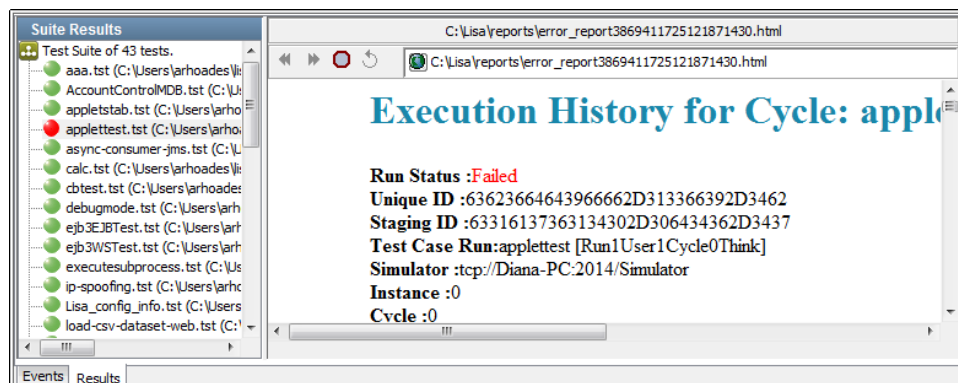 Suite Results
Test Suite of 43 tests.
aaa.tst (C:\Users\arhoades\lis
AccountControlMDB.tst (C:\Users
appletstab.tst (C:\Users\arho
applettest.tst (C:\Users\arhoa
async-consumer-jms.tst (C:\U
calc.tst (C:\Users\arhoades\lis
cbtest.tst (C:\Users\arhoades
debugmode.tst (C:\Users\arh
ejb3EJBTest.tst (C:\Users\arh
ejb3WSTest.tst (C:\Users\arh
executesubprocess.tst (C:\Us
ip-spoofing.tst (C:\Users\arho
Lisa_config_info.tst (C:\Users
load-csv-dataset-web.tst (C:\
Events Results
C:\Lisa\reports\error_report3869411725121871430.html
C:\Lisa\reports\error_report3869411725121871430.html
Execution History for Cycle: apple
Run Status :Failed
Unique ID :63623664643966662D313366392D3462
Staging ID :63316137363134302D306434362D3437
Test Case Run:applettest [Run1User1Cycle0Think]
Simulator :tcp://Diana-PC:2014/Simulator
Instance :0
Cycle :0